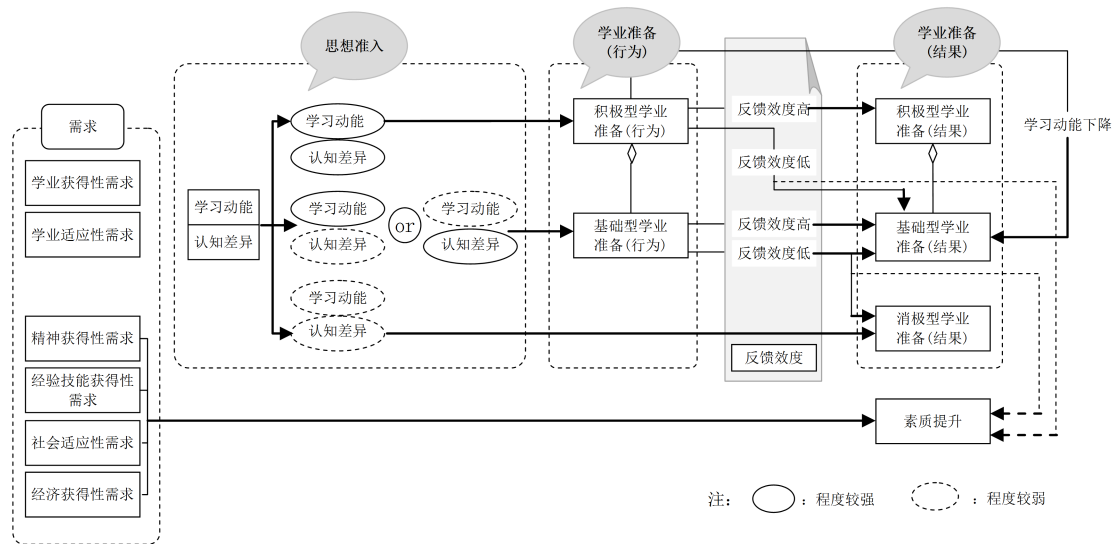 思想准入
学业准备
(行为)
学业准备
(结果)
需求
学业获得性需求
学业适应性需求
精神获得性需求
经验技能获得性
需求
社会适应性需求
经济获得性需求
学习动能
认知差异
学习动能
认知差异
学习动能
认知差异
or
学习动能
认知差异
学习动能
认知差异
积极型学业
准备(行为)
基础型学业
准备(行为)
反馈效度高
反馈效度低
反馈效度高
反馈效度低
反馈效度
积极型学业
准备(结果)
基础型学业
准备(结果)
消极型学业
准备(结果)
素质提升
学习动能下降
注:
:程度较强
:程度较弱